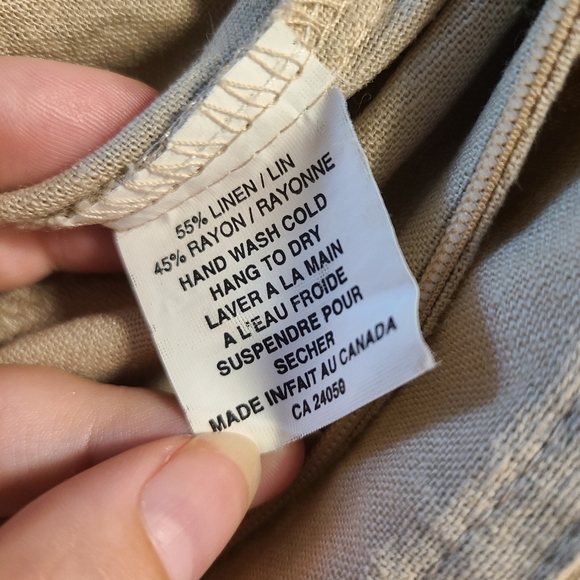 55% LINEN / LIN
45% RAYON / RAYONNE
HAND WASH COLD
HANG TO DRY
LAVER A LA MAIN
A L'EAU FROIDE
SUSPENDRE POUR
SECHER
MADE IN/FAIT AU CANADA
CA 24059